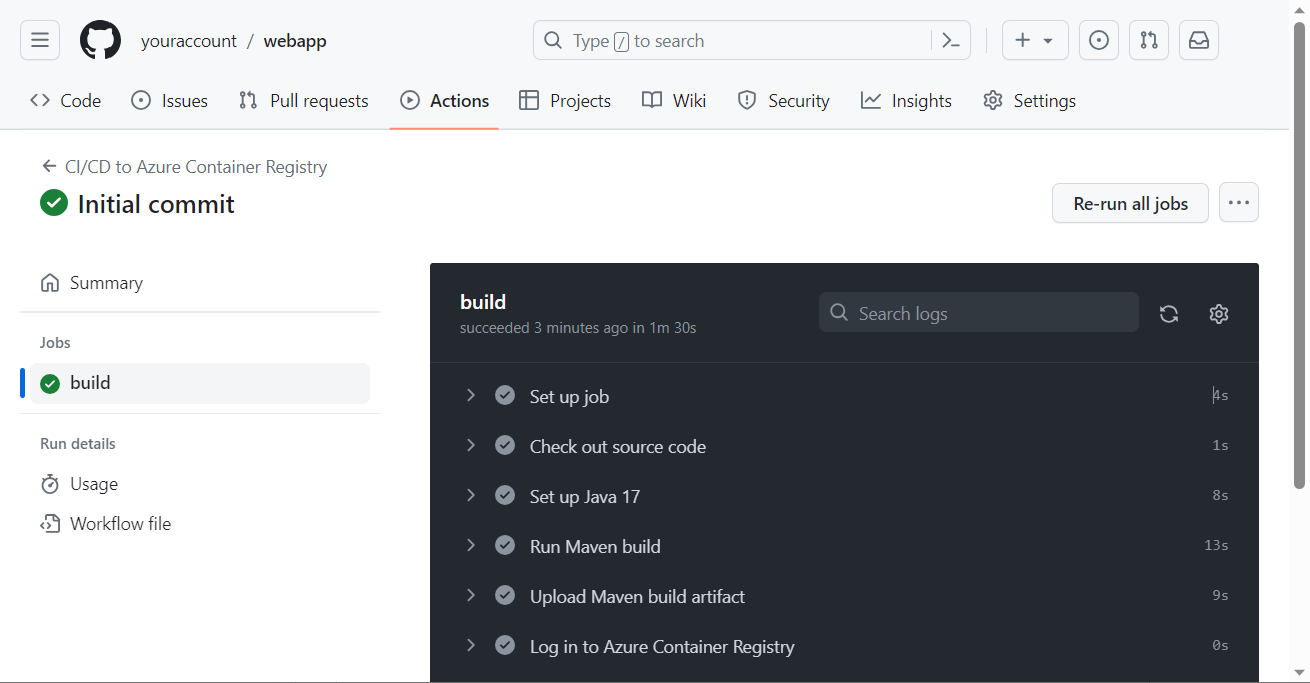 youraccount / webapp
Type / to search
Code Issues Pull requests Actions Projects Wiki Security Insights Settings
CI/CD to Azure Container Registry
Initial commit
Re-run all jobs
Summary
Jobs
build
Run details
Usage
Workflow file
build
succeeded 3 minutes ago in 1m 30s
Search logs
Set up job 4s
Check out source code 1s
Set up Java 17 8s
Run Maven build 13s
Upload Maven build artifact 9s
Log in to Azure Container Registry 0s